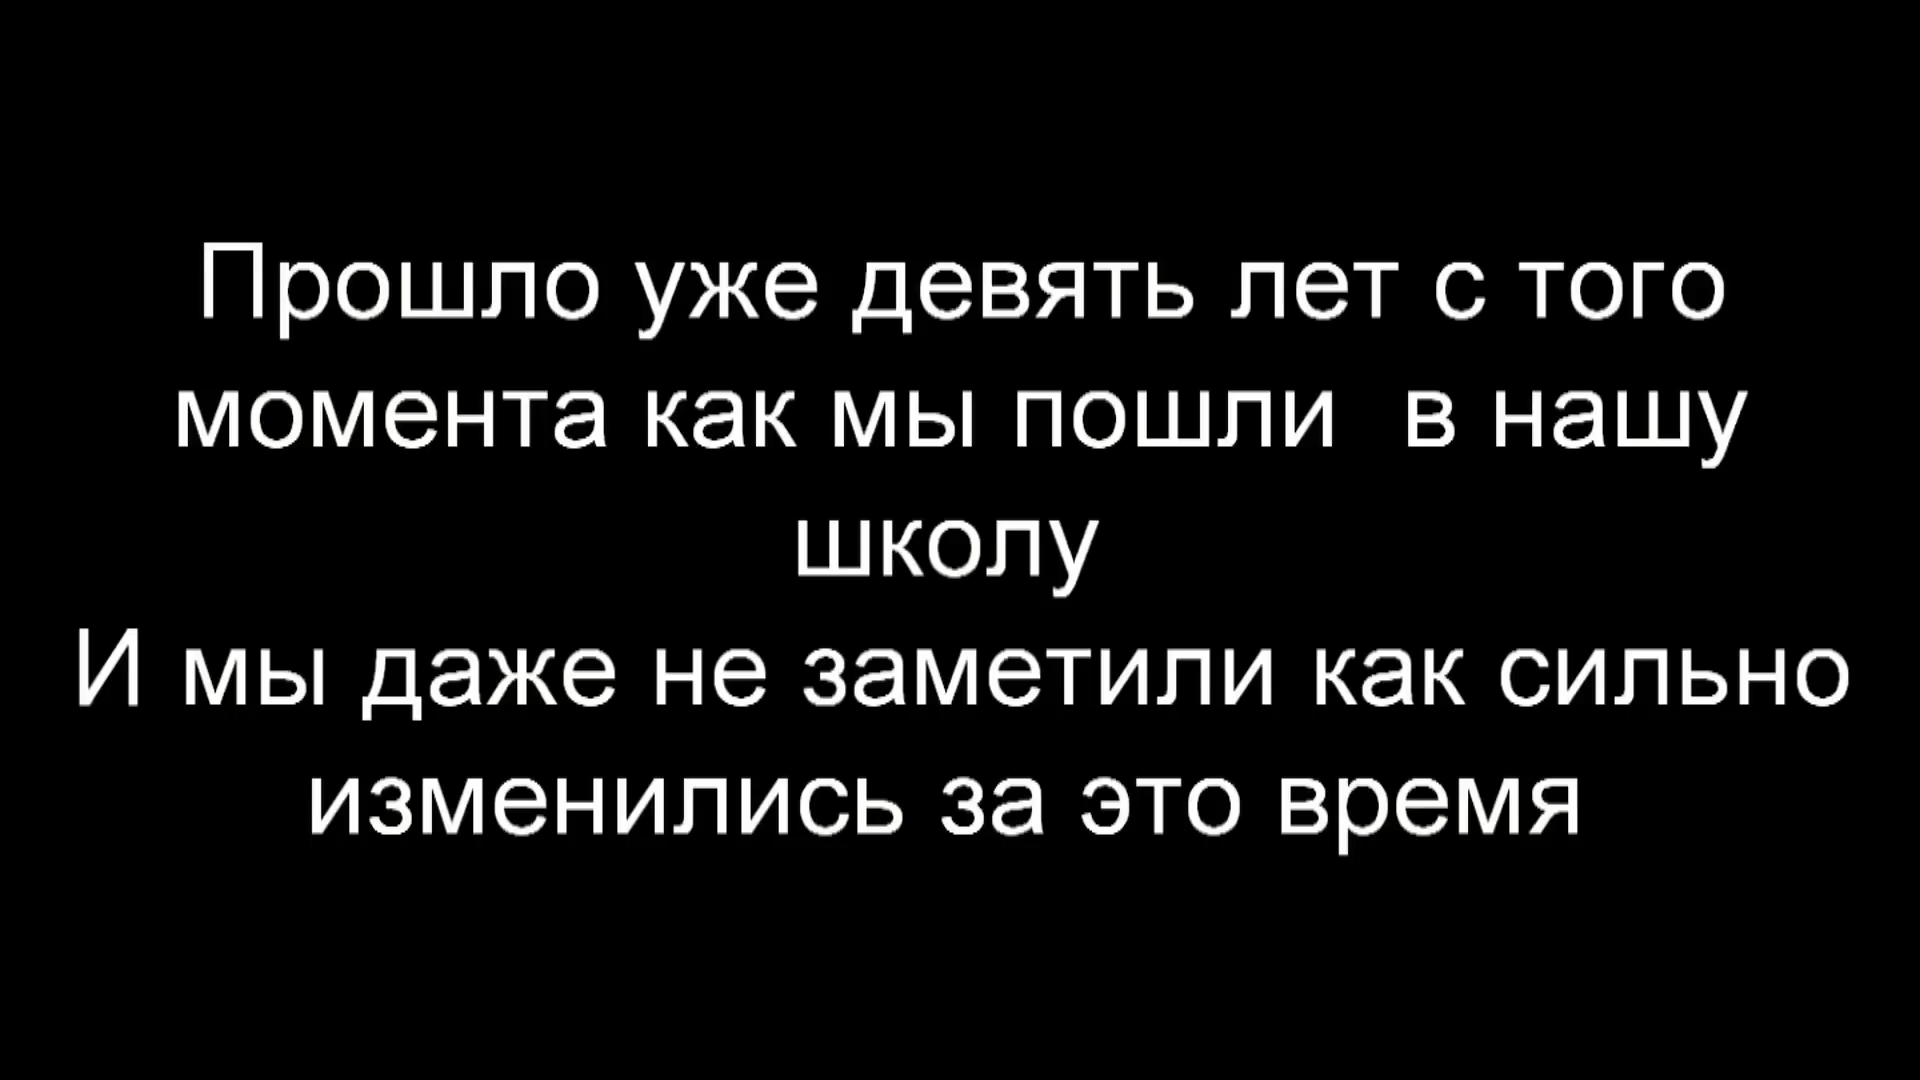 Прошло уже девять лет с того
момента как мы пошли  в нашу
школу
И мы даже не заметили как сильно
изменились за это время